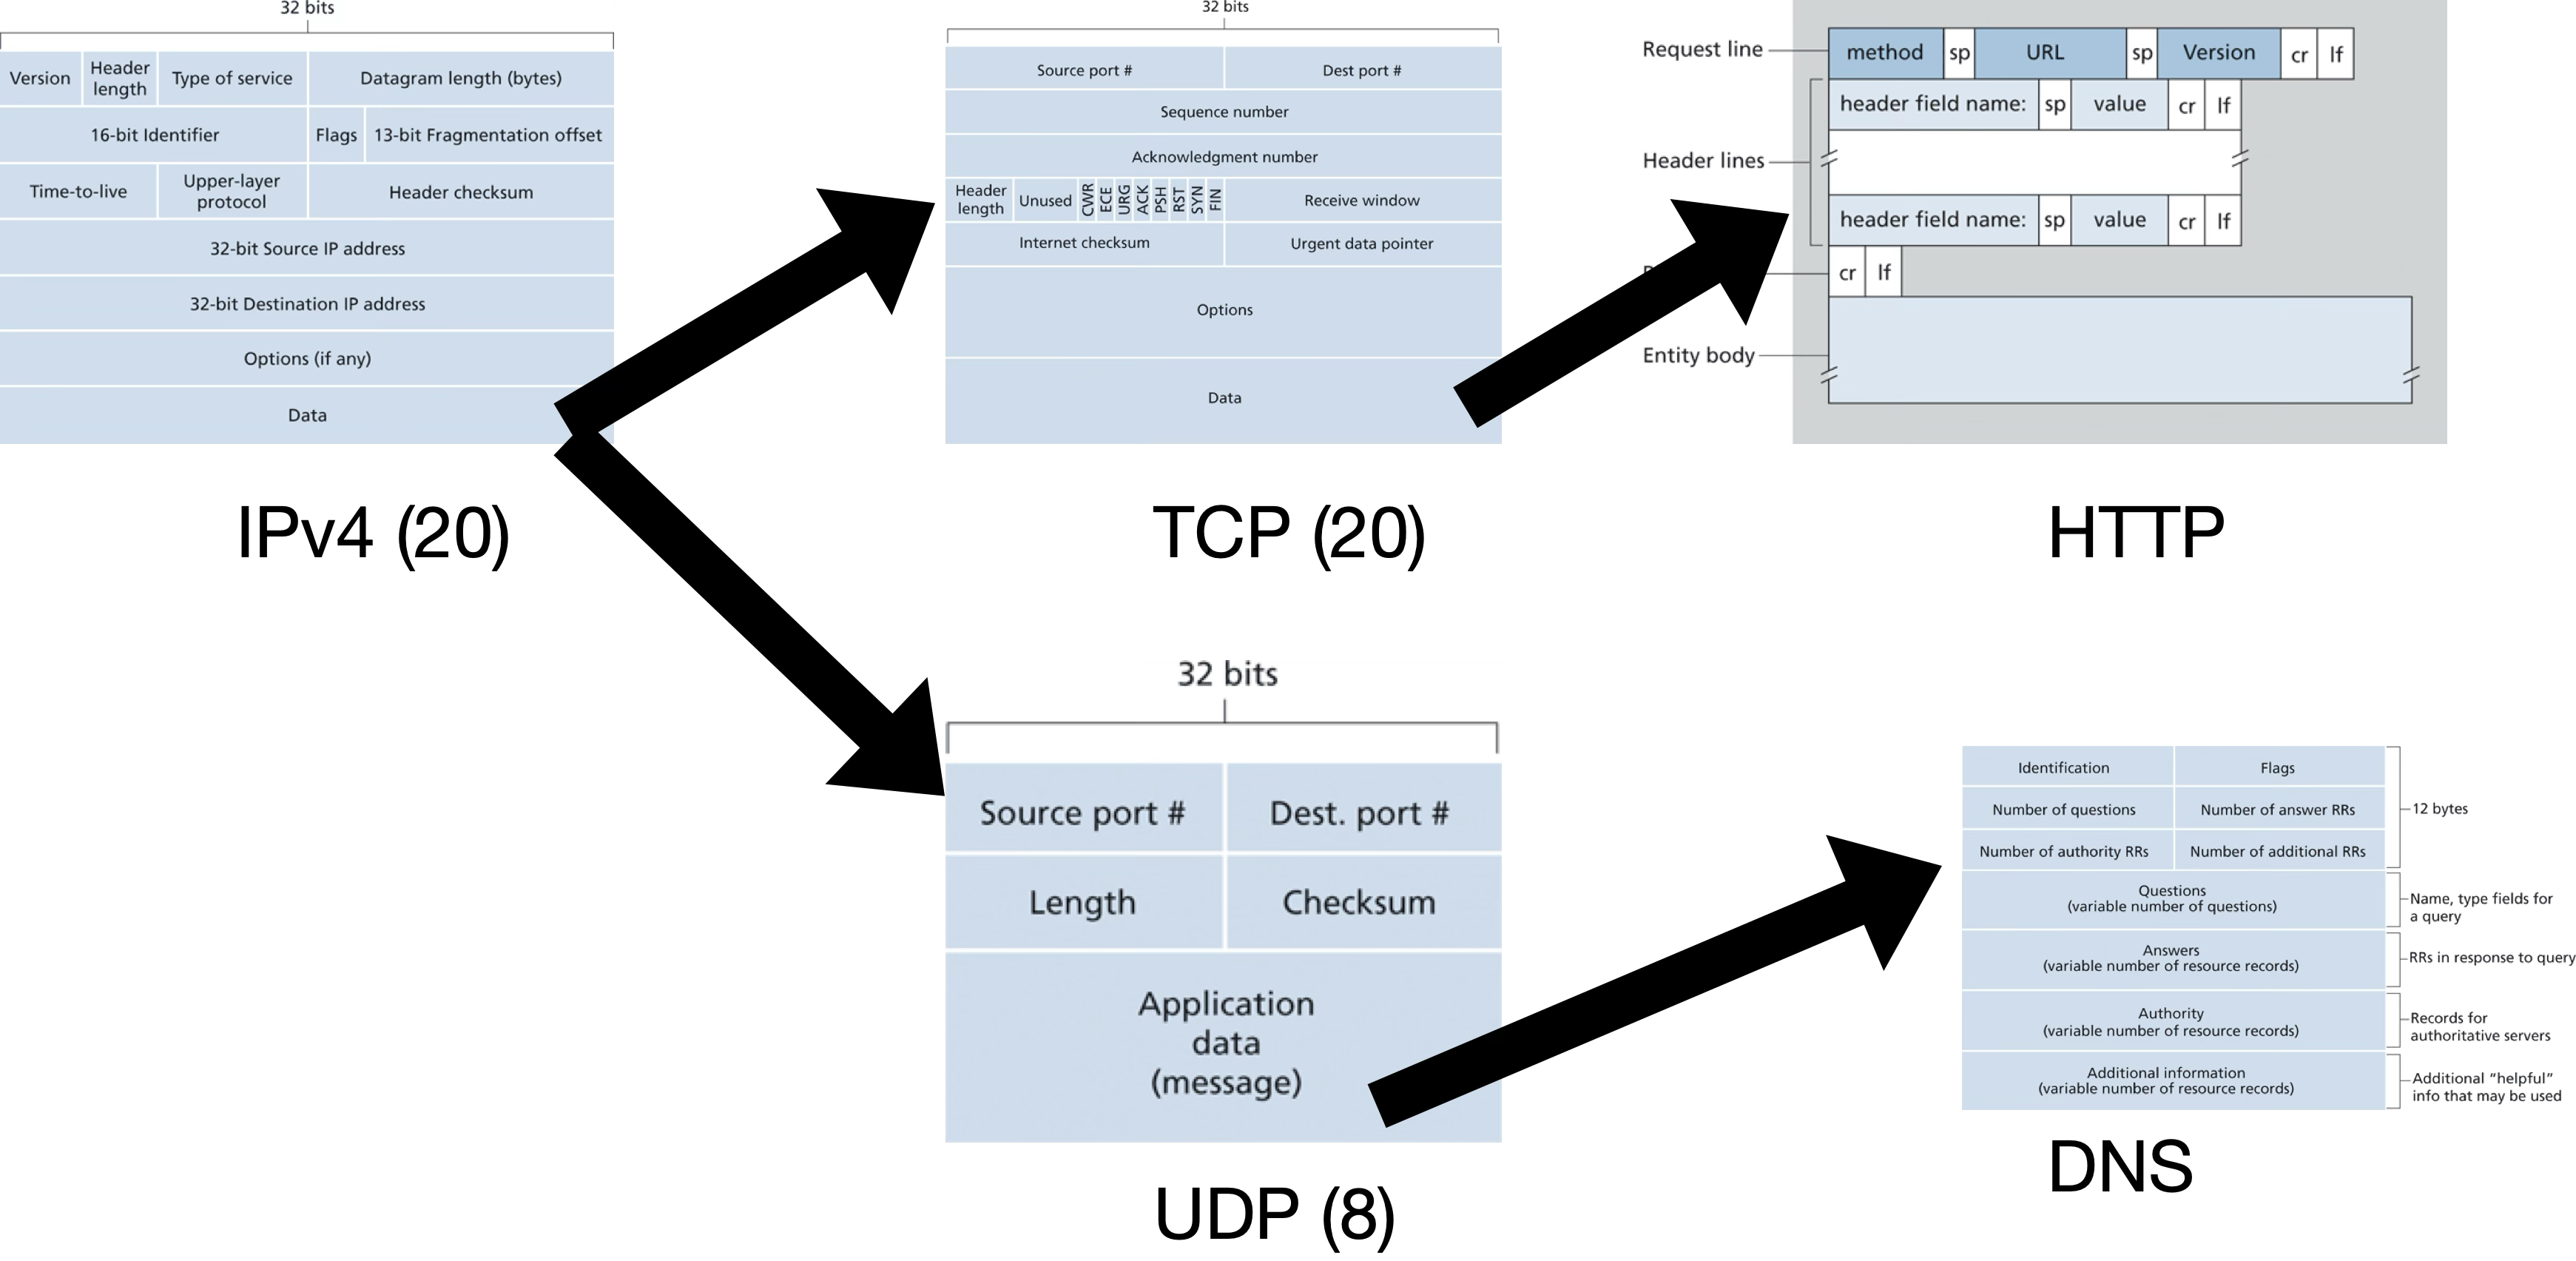 32 bits
Version
Header
length
Type of service
Datagram length (bytes)
16-bit Identifier
Flags
13-bit Fragmentation offset
Time-to-live
Upper-layer
protocol
Header checksum
32-bit Source IP address
32-bit Destination IP address
Options (if any)
Data
IPv4 (20)
32 bits
Source port #
Dest port #
Sequence number
Acknowledgment number
Header
length
Unused
CWR
ECE
URG
ACK
PSH
RST
SYN
FIN
Receive window
Internet checksum
Urgent data pointer
Options
Data
TCP (20)
Request line
method
sp
URL
sp
Version
cr
lf
Header lines
header field name:
sp
value
cr
lf
header field name:
sp
value
cr
lf
cr
lf
Entity body
HTTP
32 bits
Source port #
Dest. port #
Length
Checksum
Application
data
(message)
UDP (8)
Identification
Flags
12 bytes
Number of questions
Number of answer RRs
Number of authority RRs
Number of additional RRs
Questions
(variable number of questions)
Name, type fields for
a query
Answers
(variable number of resource records)
RRs in response to query
Authority
(variable number of resource records)
Records for
authoritative servers
Additional information
(variable number of resource records)
Additional “helpful”
info that may be used
DNS